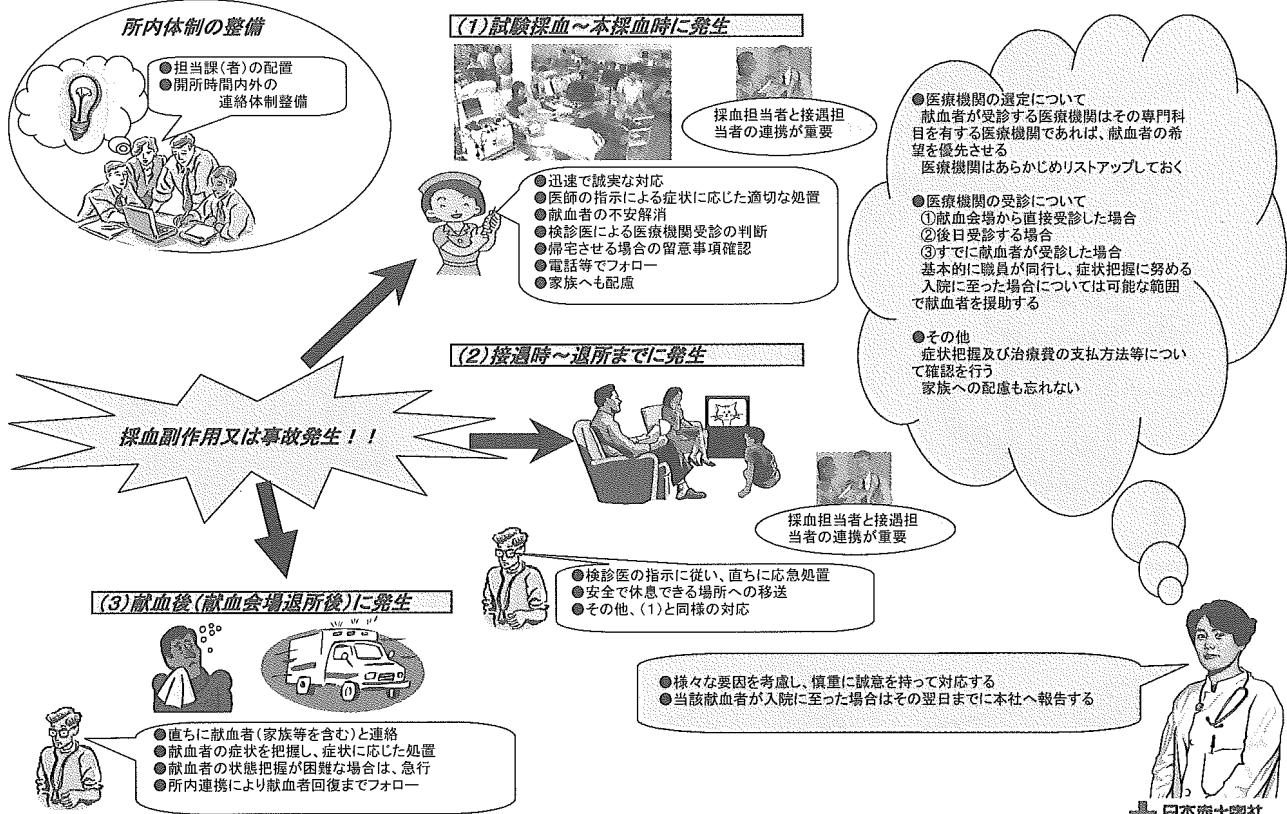 所内体制の整備
●担当課(者)の配置
●開所時間内外の
連絡体制整備
(1)試験採血～本採血時に発生
採血担当者と接遇担
当者の連携が重要
●迅速で誠実な対応
●医師の指示による症状に応じた適切な処置
●献血者の不安解消
●検診医による医療機関受診の判断
●帰宅させる場合の留意事項確認
●電話等でフォロー
●家族へも配慮
●医療機関の選定について
献血者が受診する医療機関はその専門科
目を有する医療機関であれば、献血者の希
望を優先させる
医療機関はあらかじめリストアップしておく
●医療機関の受診について
①献血会場から直接受診した場合
②後日受診する場合
③すでに献血者が受診した場合
基本的に職員が同行し、症状把握に努める
入院に至った場合については可能な範囲
で献血者を援助する
●その他
症状把握及び治療費の支払方法等につい
て確認を行う
家族への配慮も忘れない
採血副作用又は事故発生！！
(2)接遇時～退所までに発生
採血担当者と接遇担
当者の連携が重要
●検診医の指示に従い、直ちに応急処置
●安全で休息できる場所への移送
●その他、(1)と同様の対応
(3)献血後(献血会場退所後)に発生
●直ちに献血者(家族等を含む)と連絡
●献血者の症状を把握し、症状に応じた処置
●献血者の状態把握が困難な場合は、急行
●所内連携により献血者回復までフォロー
●様々な要因を考慮し、慎重に誠意を持って対応する
●当該献血者が入院に至った場合はその翌日までに本社へ報告する
日本赤十字社